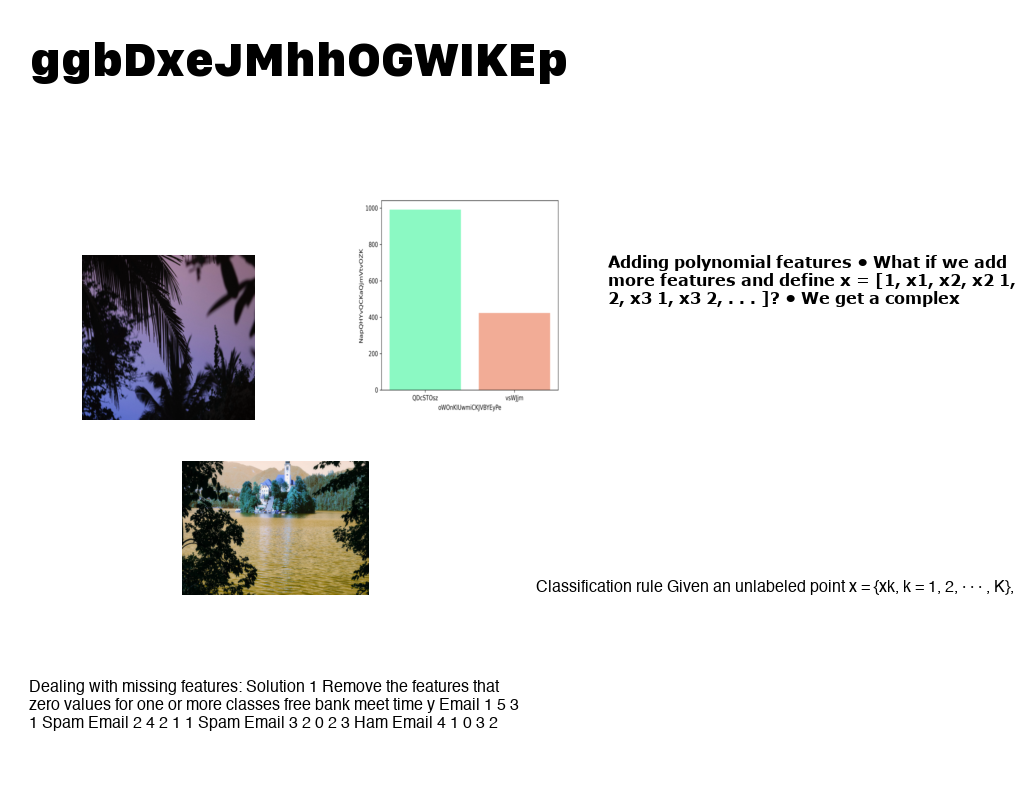 ggbDxeJMhhOGWIKEp
1000
800
600
400
200
0
QDcSTOsz
vsWJjm
Adding polynomial features • What if we add
more features and define x = [1, x1, x2, x2 1,
2, x3 1, x3 2, . . . ]? • We get a complex
Classification rule Given an unlabeled point x = {xk, k = 1, 2, · · · , K},
Dealing with missing features: Solution 1 Remove the features that
zero values for one or more classes free bank meet time y Email 1 5 3
1 Spam Email 2 4 2 1 1 Spam Email 3 2 0 2 3 Ham Email 4 1 0 3 2